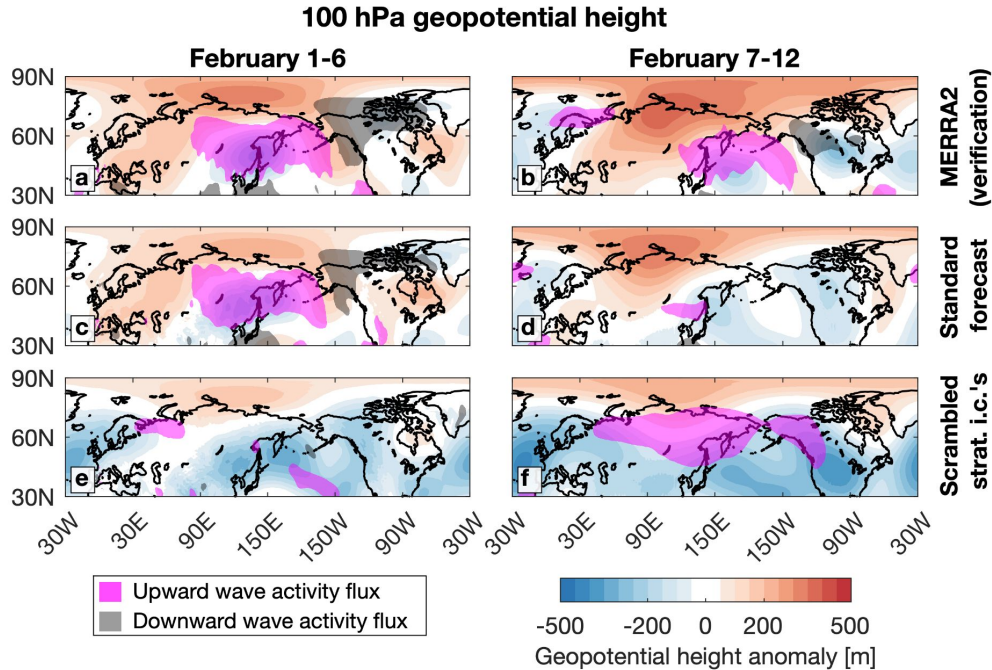 100 hPa geopotential height
February 1-6
February 7-12
90N
60N
30N
a
b
MERRA2
(verification)
90N
60N
30N
c
d
Standard
forecast
90N
60N
30N
e
f
Scrambled
strat. i.c.'s
30W 30E 90E 150E 150W 90W 30W
30W 30E 90E 150E 150W 90W 30W
Upward wave activity flux
Downward wave activity flux
-500 -200 0 200 500
Geopotential height anomaly [m]